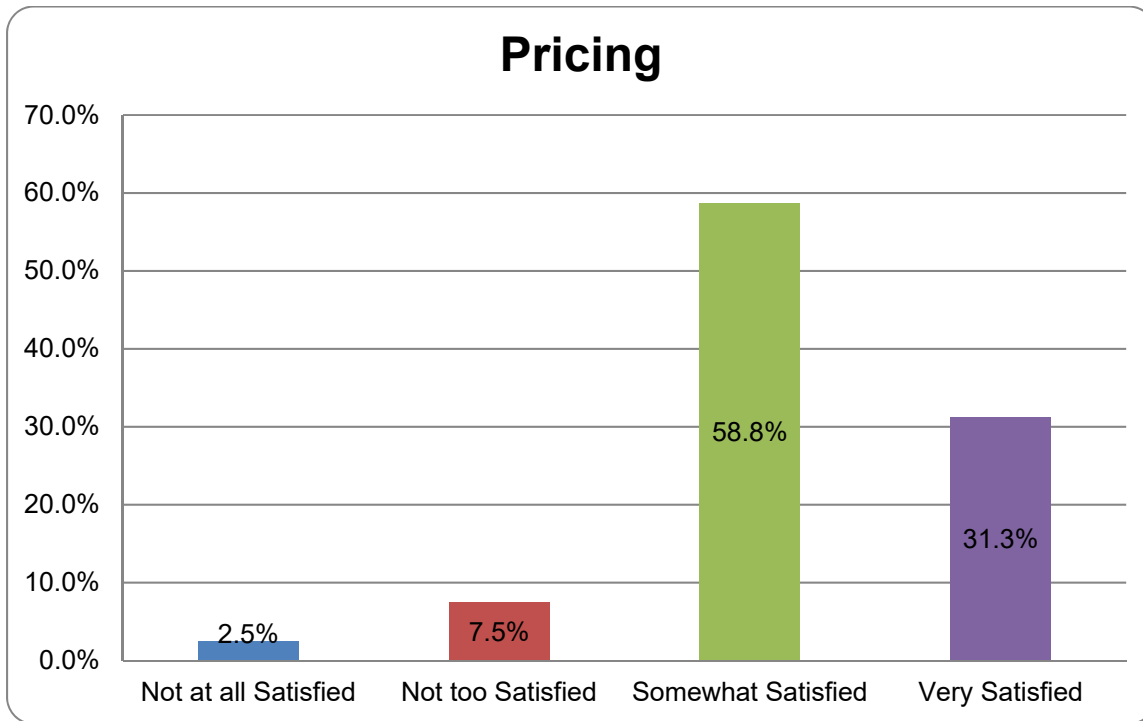 Pricing
70.0%
60.0%
50.0%
40.0%
30.0%
20.0%
10.0%
0.0%
2.5%
7.5%
58.8%
31.3%
Not at all Satisfied
Not too Satisfied
Somewhat Satisfied
Very Satisfied